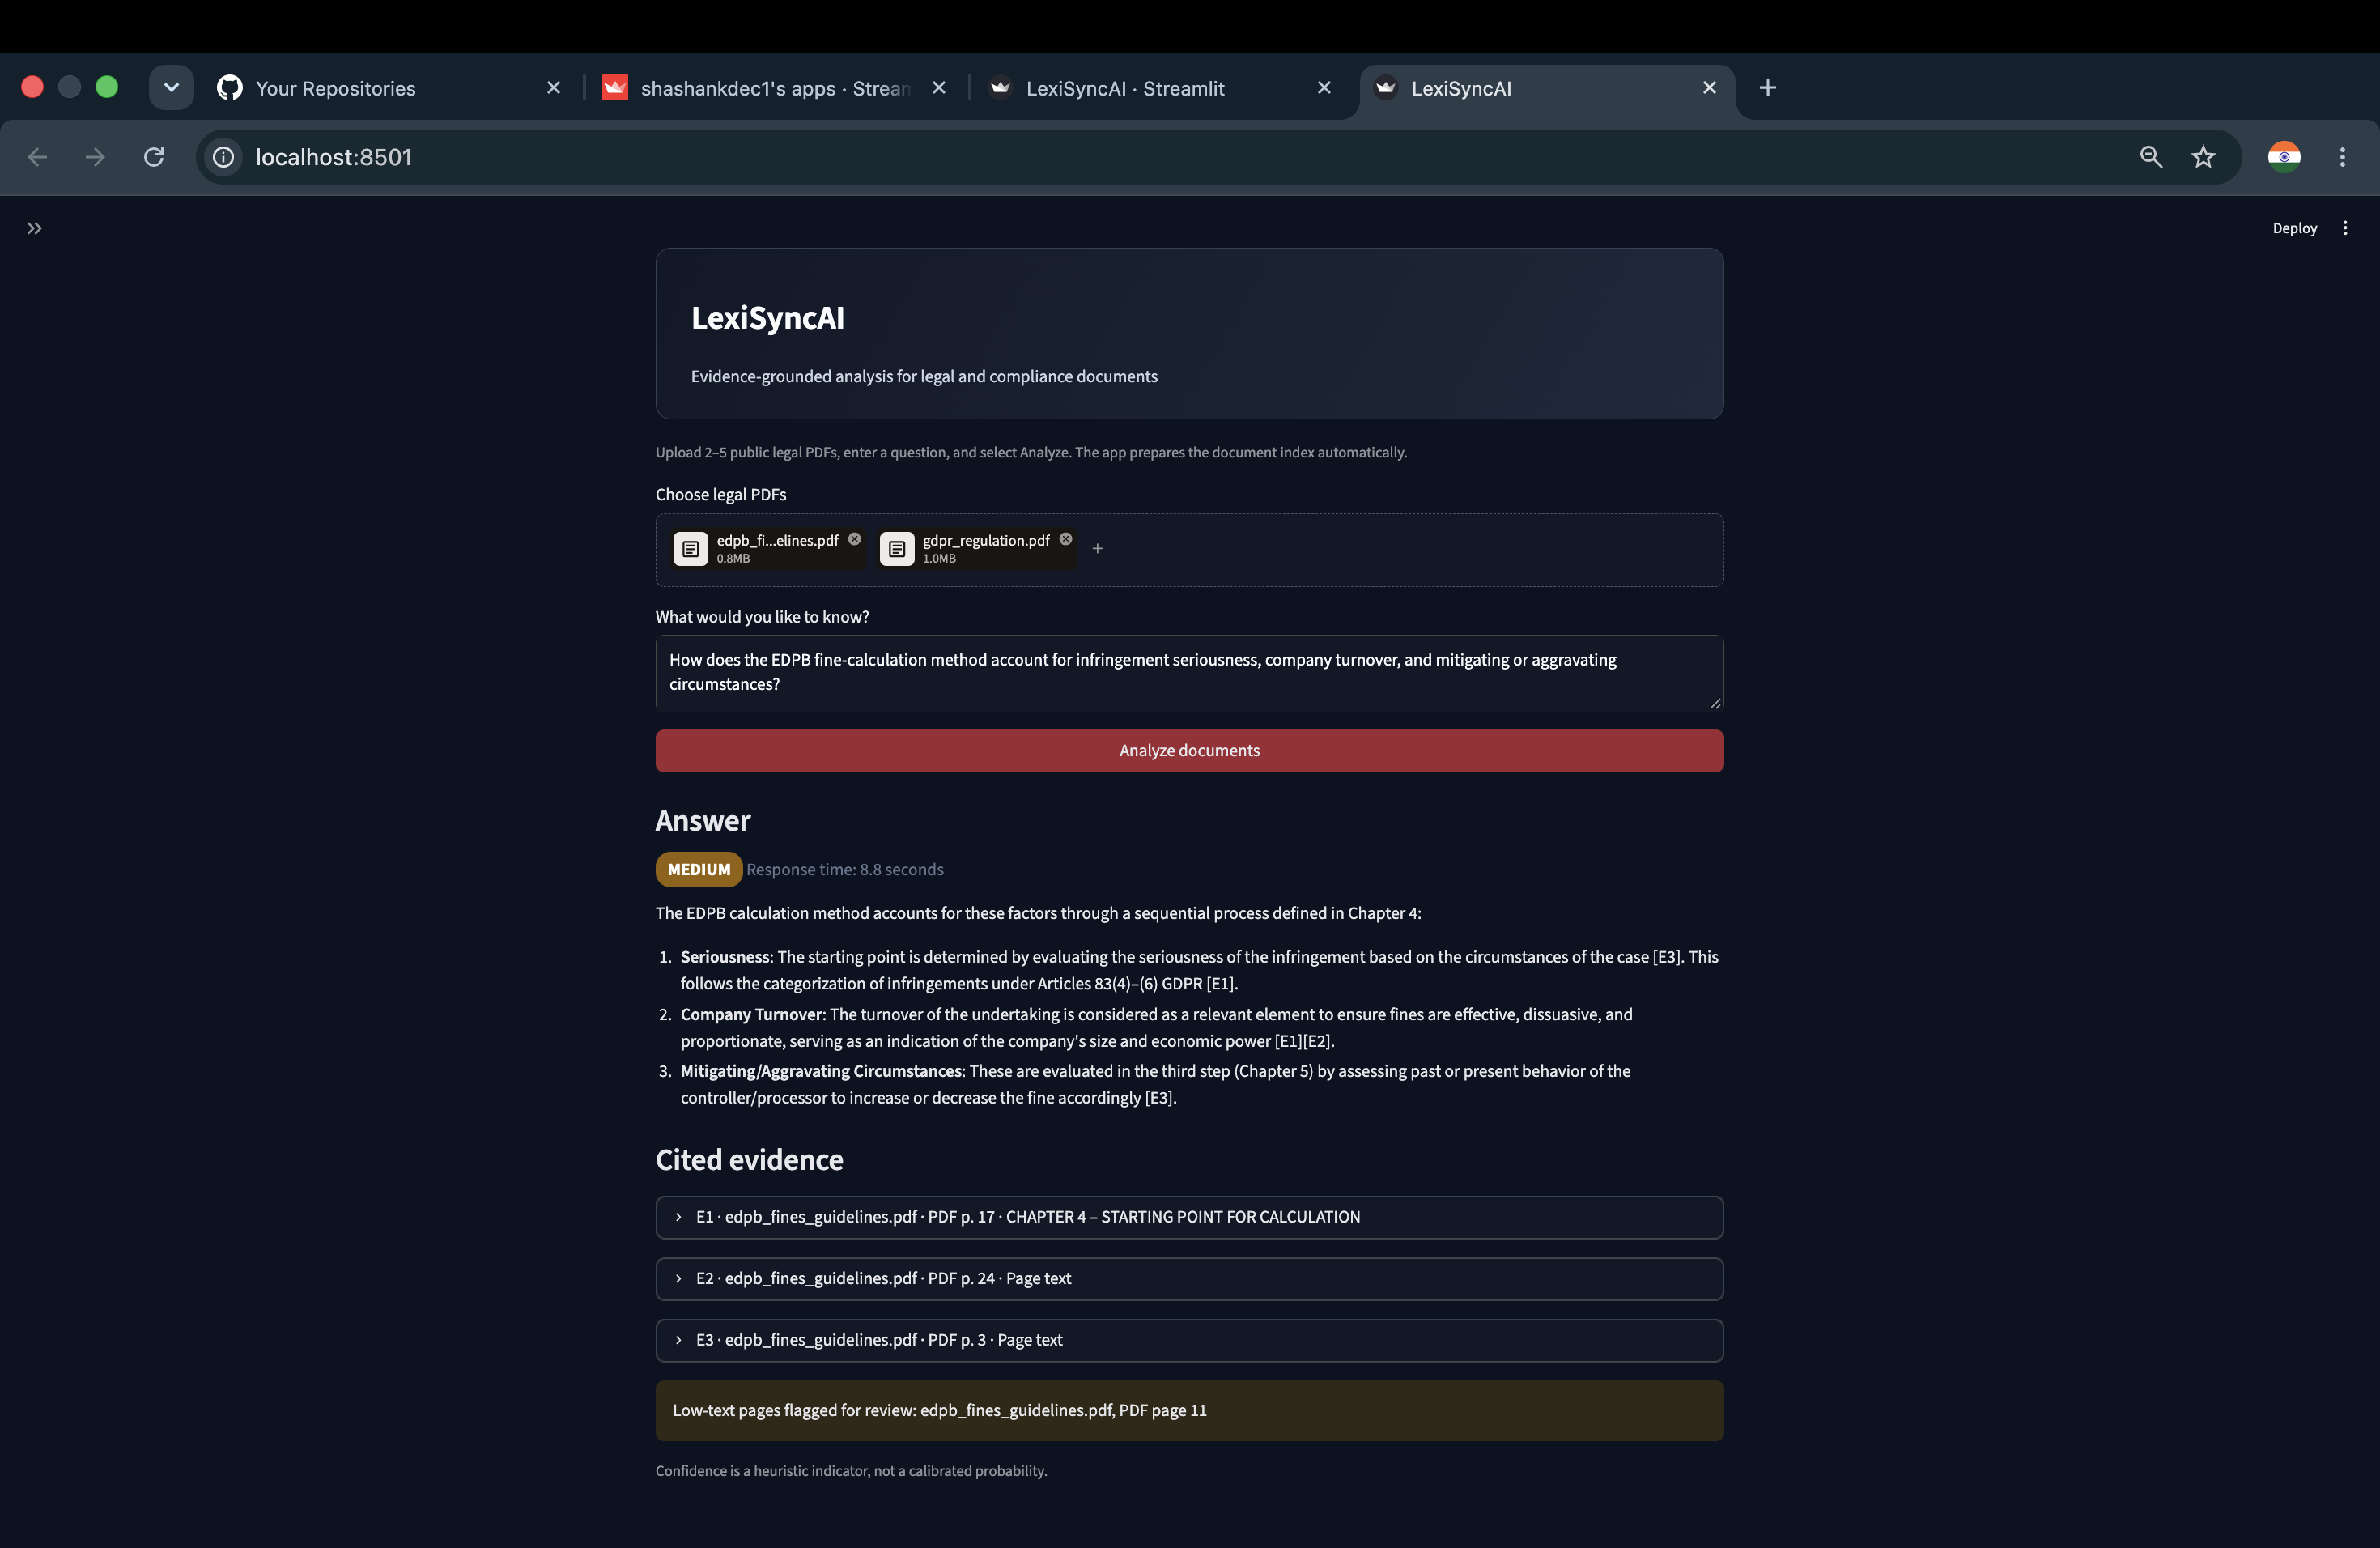 Your Repositories
shashankdec1's apps · Stream
LexiSyncAI · Streamlit
LexiSyncAI
localhost:8501
Deploy
LexiSyncAI
Evidence-grounded analysis for legal and compliance documents
Upload 2–5 public legal PDFs, enter a question, and select Analyze. The app prepares the document index automatically.
Choose legal PDFs
edpb_fi...elines.pdf
0.8MB
gdpr_regulation.pdf
1.0MB
What would you like to know?
How does the EDPB fine-calculation method account for infringement seriousness, company turnover, and mitigating or aggravating
circumstances?
Analyze documents
Answer
MEDIUM Response time: 8.8 seconds
The EDPB calculation method accounts for these factors through a sequential process defined in Chapter 4:
1. Seriousness: The starting point is determined by evaluating the seriousness of the infringement based on the circumstances of the case [E3]. This
follows the categorization of infringements under Articles 83(4)–(6) GDPR [E1].
2. Company Turnover: The turnover of the undertaking is considered as a relevant element to ensure fines are effective, dissuasive, and
proportionate, serving as an indication of the company's size and economic power [E1][E2].
3. Mitigating/Aggravating Circumstances: These are evaluated in the third step (Chapter 5) by assessing past or present behavior of the
controller/processor to increase or decrease the fine accordingly [E3].
Cited evidence
E1 · edpb_fines_guidelines.pdf · PDF p. 17 · CHAPTER 4 – STARTING POINT FOR CALCULATION
E2 · edpb_fines_guidelines.pdf · PDF p. 24 · Page text
E3 · edpb_fines_guidelines.pdf · PDF p. 3 · Page text
Low-text pages flagged for review: edpb_fines_guidelines.pdf, PDF page 11
Confidence is a heuristic indicator, not a calibrated probability.